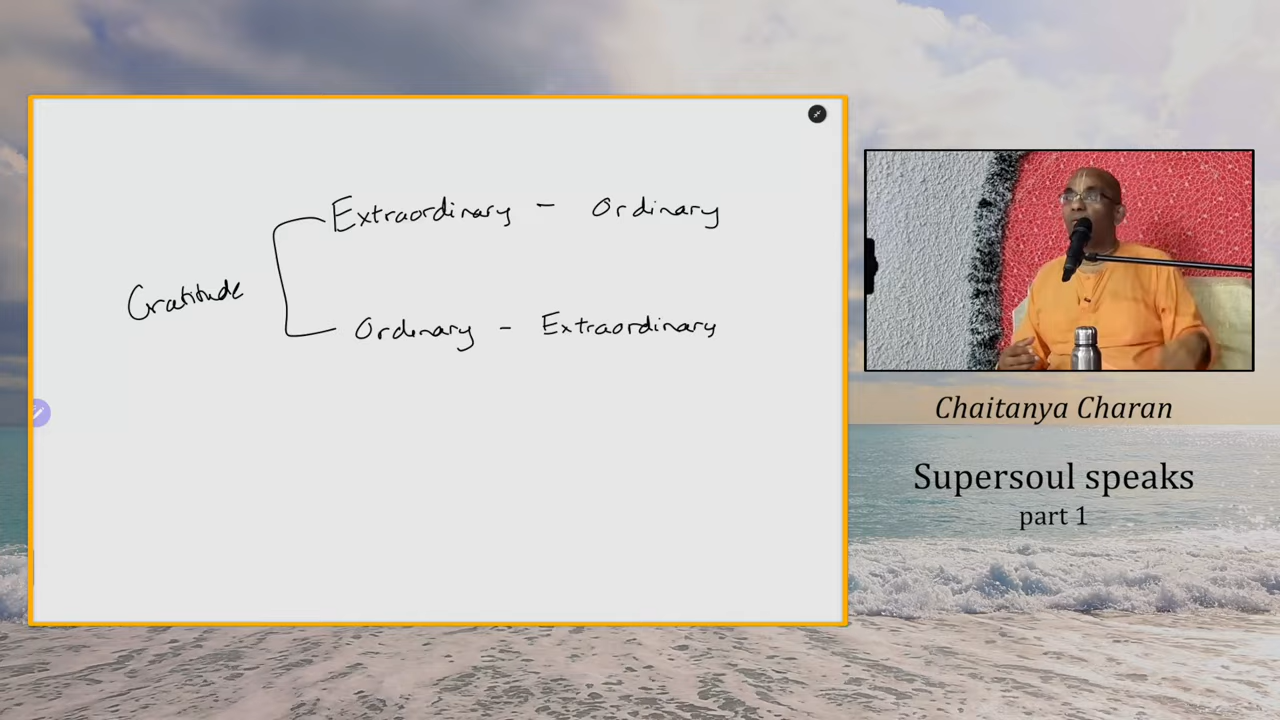 Extraordinary - Ordinary
Gratitude
Ordinary - Extraordinary
Chaitanya Charan
Supersoul speaks
part 1